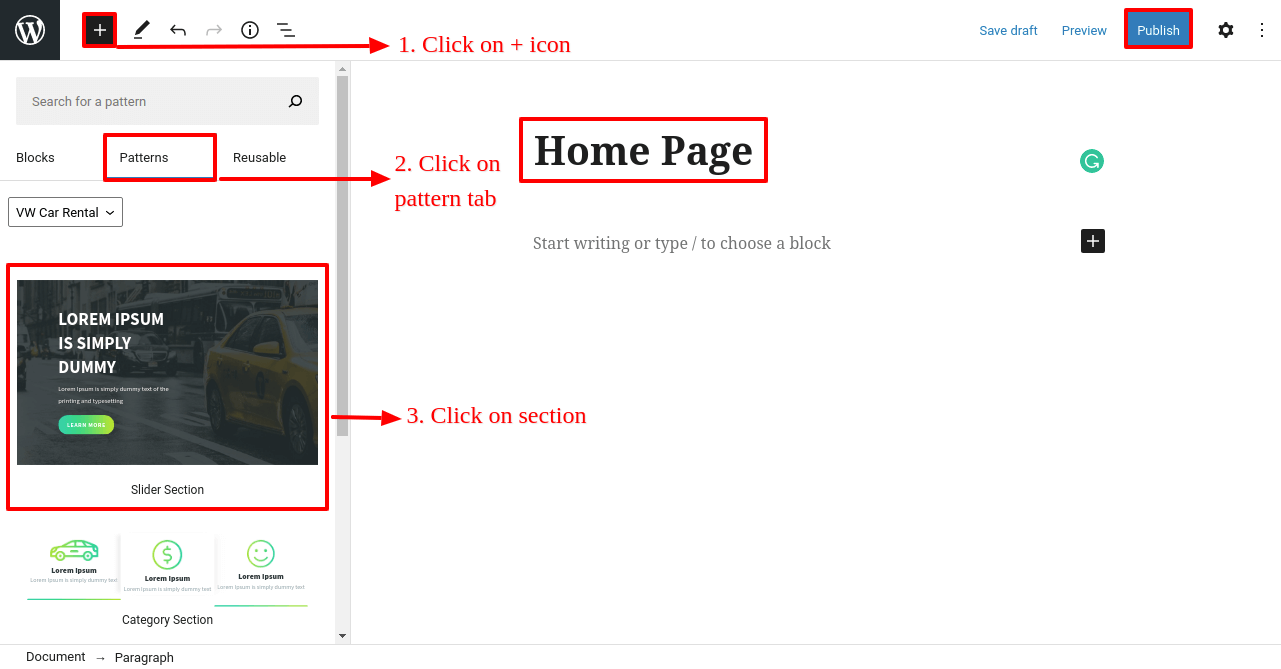 1. Click on + icon
Save draft
Preview
Publish
Search for a pattern
Blocks
Patterns
Reusable
2. Click on
pattern tab
Home Page
VW Car Rental
Start writing or type / to choose a block
LOREM IPSUM
IS SIMPLY
DUMMY
Lorem Ipsum is simply dummy text of the
printing and typesetting
LEARN MORE
3. Click on section
Slider Section
Lorem Ipsum
Lorem Ipsum is simply dummy text
Lorem Ipsum
Lorem Ipsum is simply dummy text
Lorem Ipsum
Lorem Ipsum is simply dummy text
Category Section
Document → Paragraph